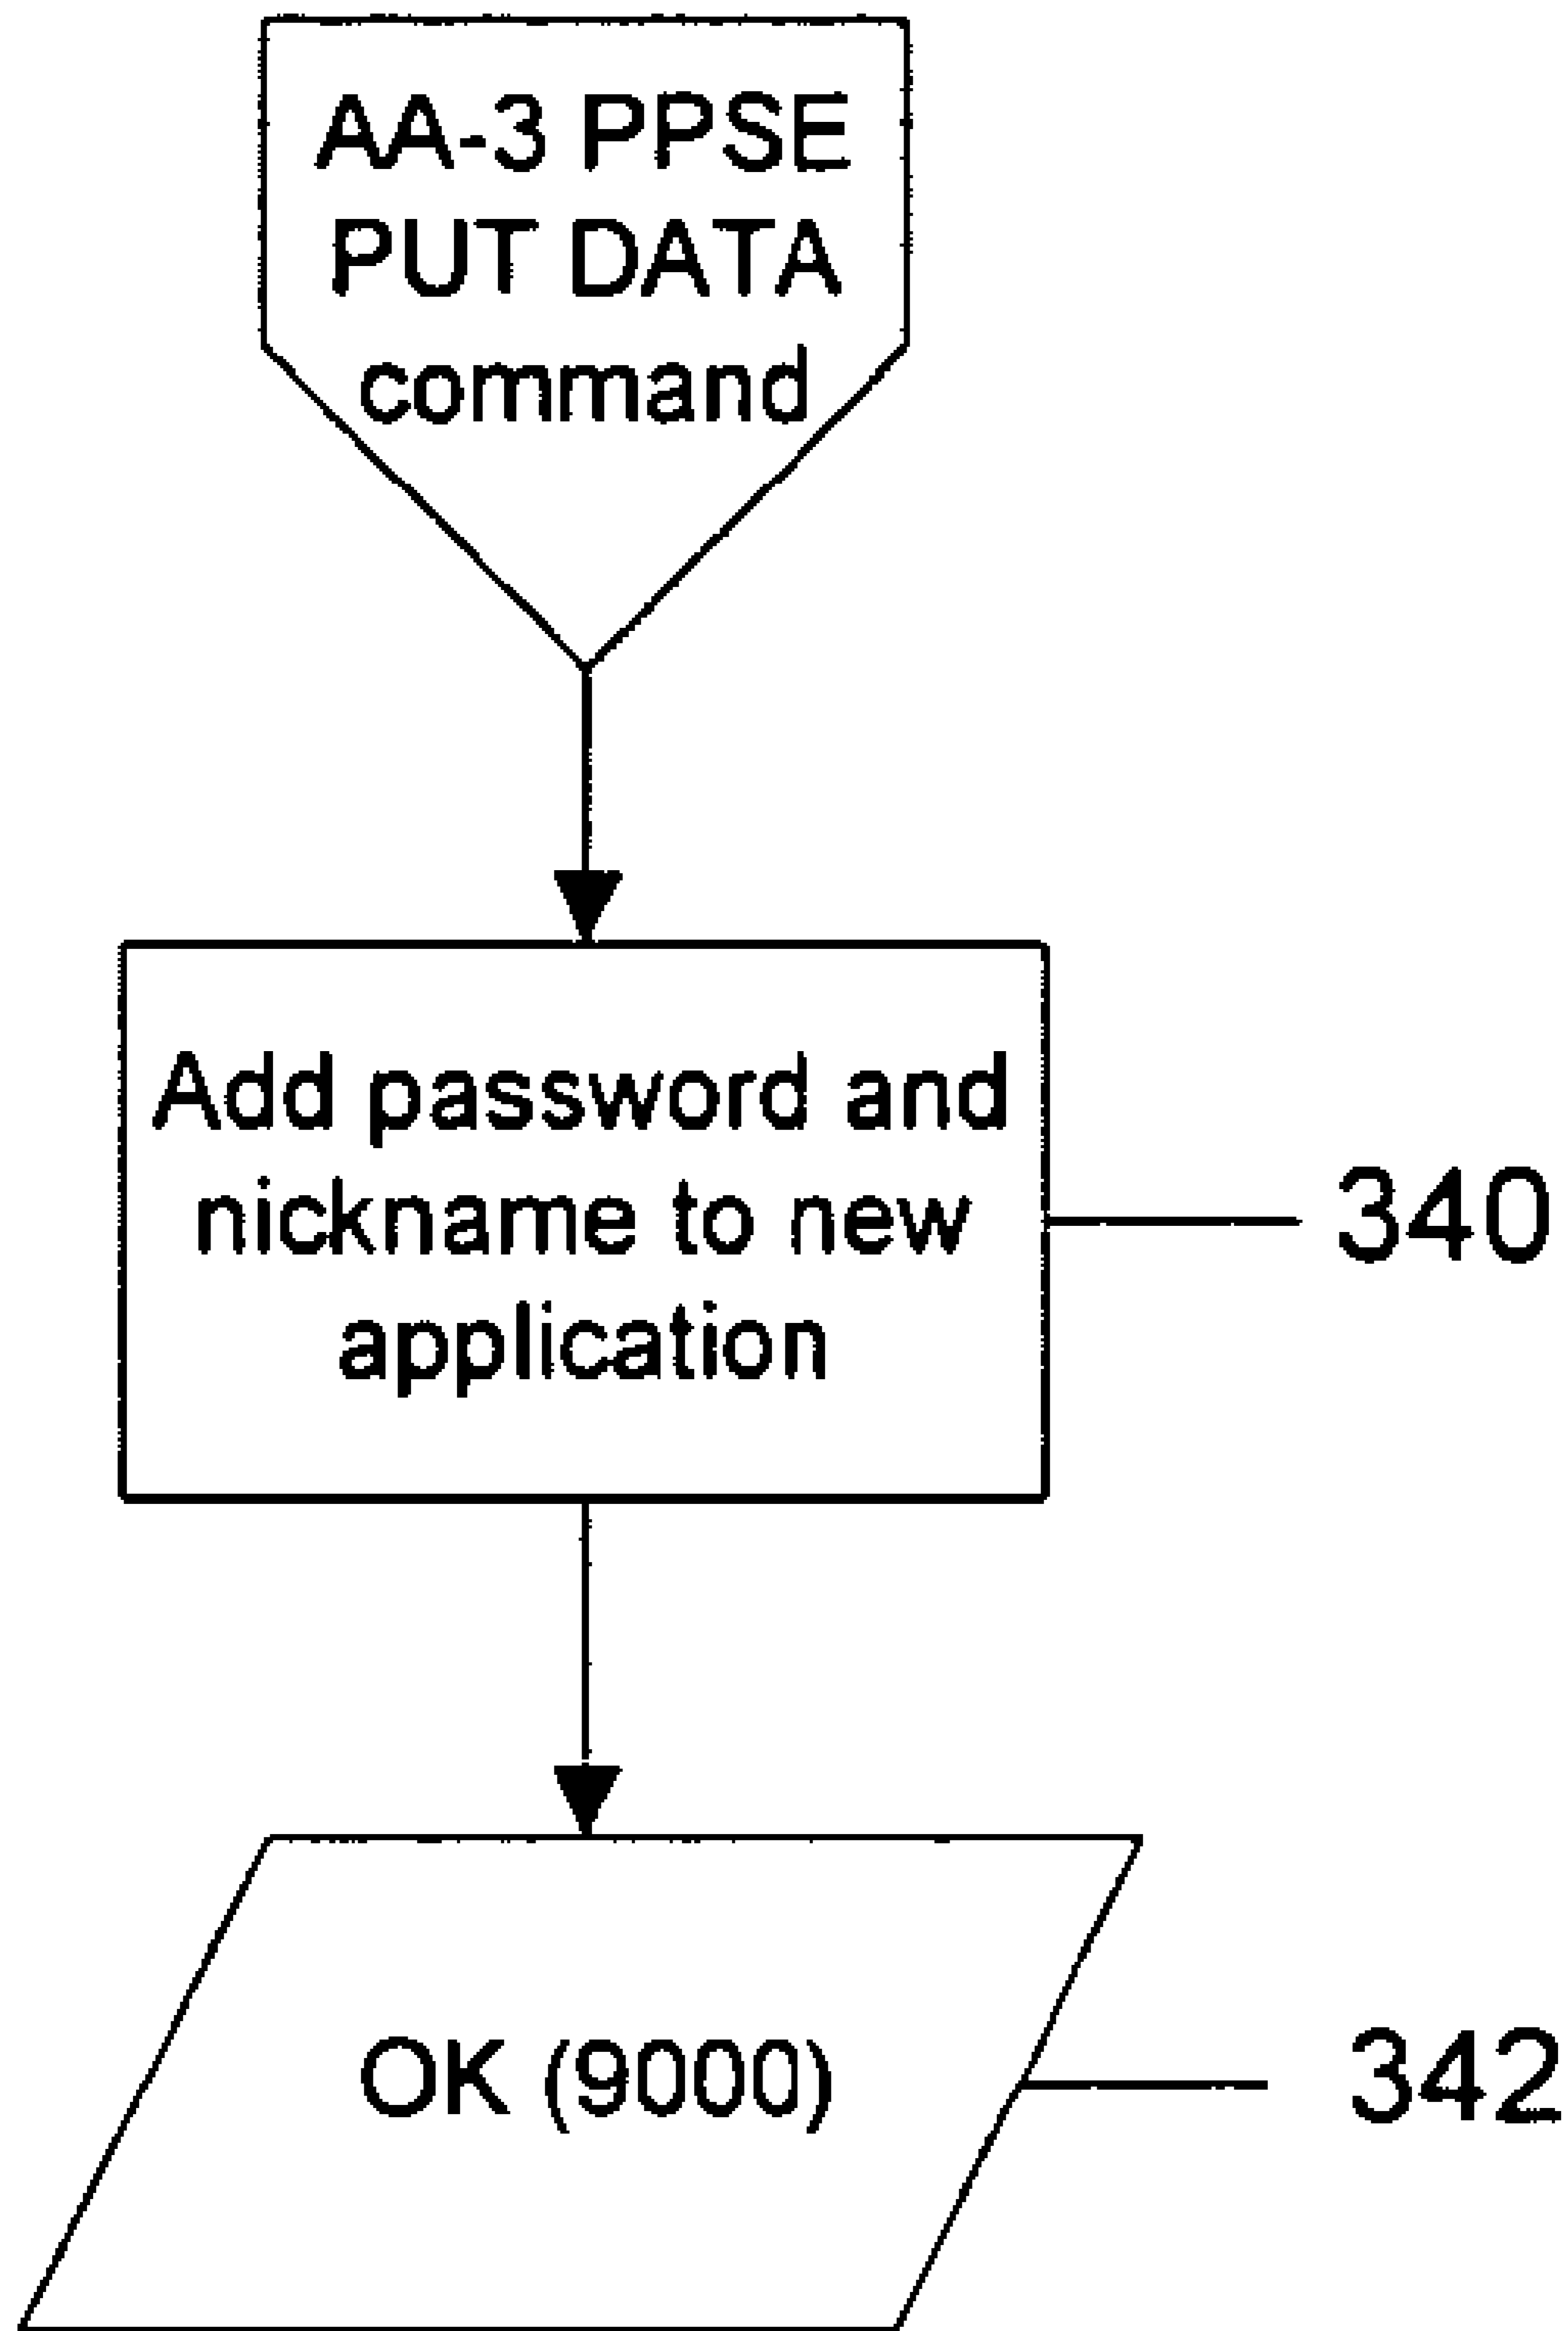 AA-3 PPSE
PUT DATA
command
Add password and
nickname to new
application
340
OK (9000)
342